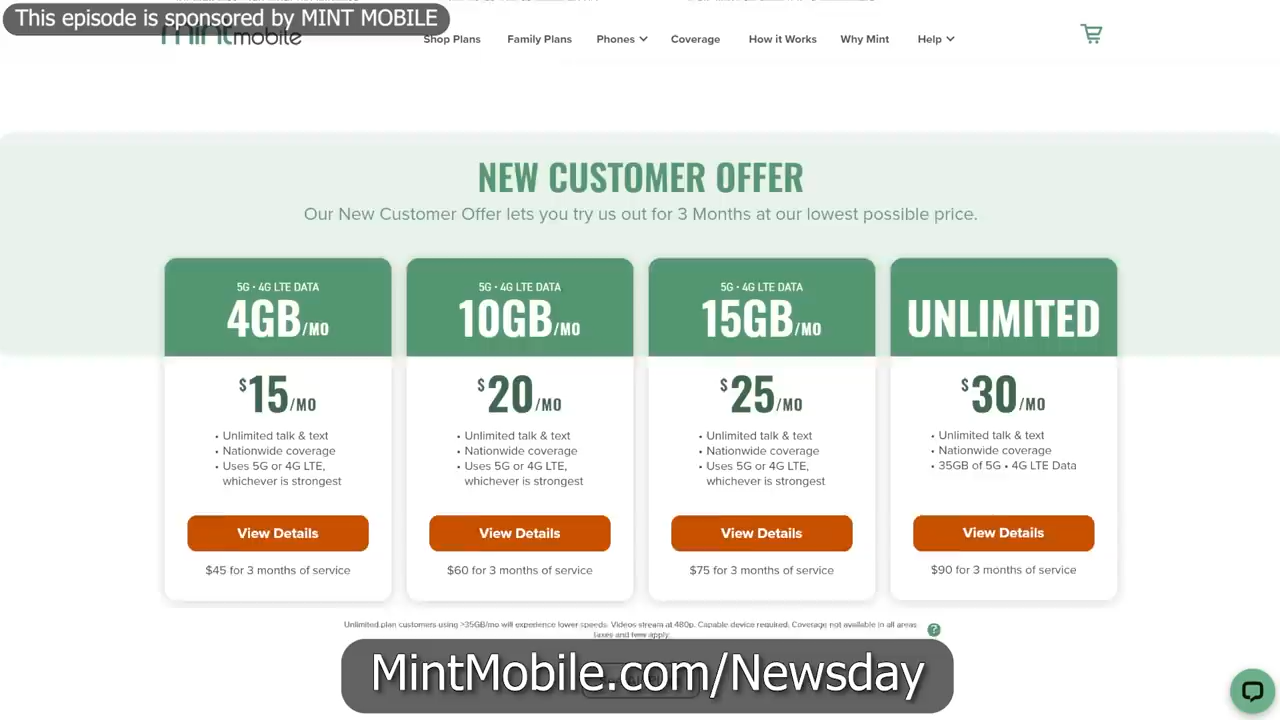 This episode is sponsored by MINT MOBILE
mintmobile
Shop Plans Family Plans Phones Coverage How it Works Why Mint Help
NEW CUSTOMER OFFER
Our New Customer Offer lets you try us out for 3 Months at our lowest possible price.
5G • 4G LTE DATA
4GB/MO
$15/MO
• Unlimited talk & text
• Nationwide coverage
• Uses 5G or 4G LTE,
whichever is strongest
View Details
$45 for 3 months of service
5G • 4G LTE DATA
10GB/MO
$20/MO
• Unlimited talk & text
• Nationwide coverage
• Uses 5G or 4G LTE,
whichever is strongest
View Details
$60 for 3 months of service
5G • 4G LTE DATA
15GB/MO
$25/MO
• Unlimited talk & text
• Nationwide coverage
• Uses 5G or 4G LTE,
whichever is strongest
View Details
$75 for 3 months of service
UNLIMITED
$30/MO
• Unlimited talk & text
• Nationwide coverage
• 35GB of 5G • 4G LTE Data
View Details
$90 for 3 months of service
Unlimited plan customers using >35GB/mo will experience lower speeds. Videos stream at 480p. Capable device required. Coverage not available in all areas
taxes and fees apply.
?
MintMobile.com/Newsday